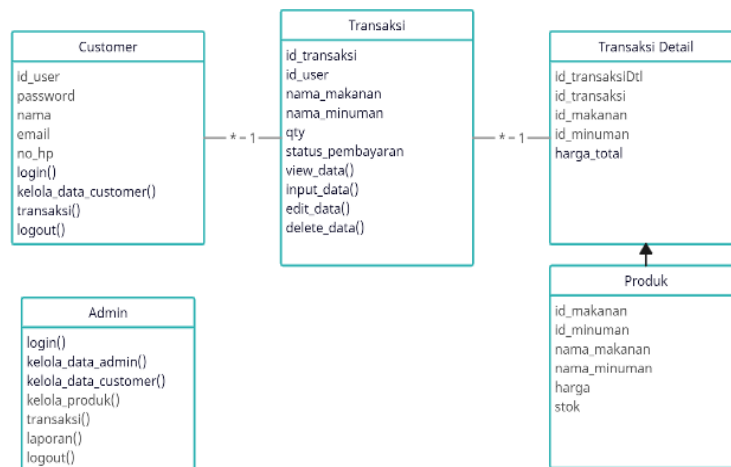 Customer
id_user
password
nama
email
no_hp
login()
kelola_data_customer()
transaksi()
logout()
* – 1
Transaksi
id_transaksi
id_user
nama_makanan
nama_minuman
qty
status_pembayaran
view_data()
input_data()
edit_data()
delete_data()
* – 1
Transaksi Detail
id_transaksiDtl
id_transaksi
id_makanan
id_minuman
harga_total
Admin
login()
kelola_data_admin()
kelola_data_customer()
kelola_produk()
transaksi()
laporan()
logout()
Produk
id_makanan
id_minuman
nama_makanan
nama_minuman
harga
stok